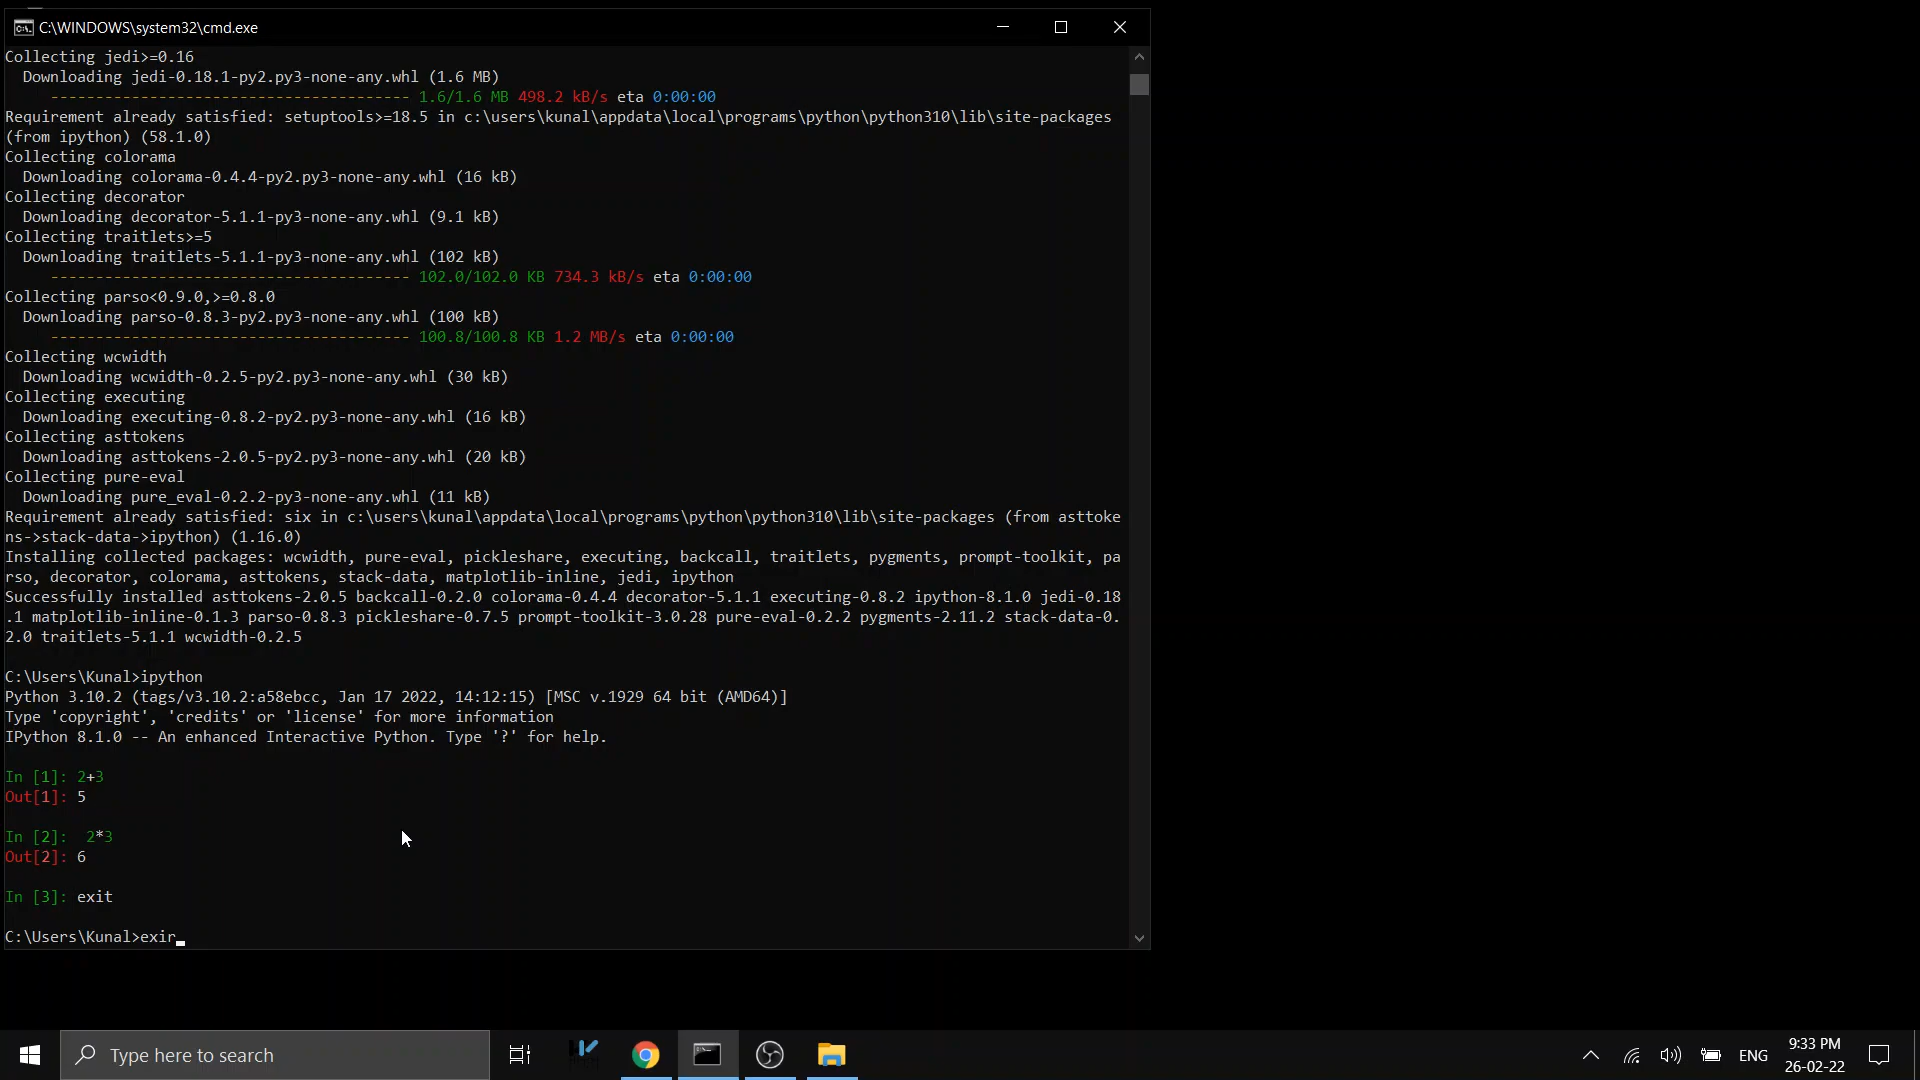 C:\WINDOWS\system32\cmd.exe
Collecting jedi>=0.16
  Downloading jedi-0.18.1-py2.py3-none-any.whl (1.6 MB)
     ---------------------------------------- 1.6/1.6 MB 498.2 kB/s eta 0:00:00
Requirement already satisfied: setuptools>=18.5 in c:\users\kunal\appdata\local\programs\python\python310\lib\site-packages
(from ipython) (58.1.0)
Collecting colorama
  Downloading colorama-0.4.4-py2.py3-none-any.whl (16 kB)
Collecting decorator
  Downloading decorator-5.1.1-py3-none-any.whl (9.1 kB)
Collecting traitlets>=5
  Downloading traitlets-5.1.1-py3-none-any.whl (102 kB)
     ---------------------------------------- 102.0/102.0 KB 734.3 kB/s eta 0:00:00
Collecting parso<0.9.0,>=0.8.0
  Downloading parso-0.8.3-py2.py3-none-any.whl (100 kB)
     ---------------------------------------- 100.8/100.8 KB 1.2 MB/s eta 0:00:00
Collecting wcwidth
  Downloading wcwidth-0.2.5-py2.py3-none-any.whl (30 kB)
Collecting executing
  Downloading executing-0.8.2-py2.py3-none-any.whl (16 kB)
Collecting asttokens
  Downloading asttokens-2.0.5-py2.py3-none-any.whl (20 kB)
Collecting pure-eval
  Downloading pure_eval-0.2.2-py3-none-any.whl (11 kB)
Requirement already satisfied: six in c:\users\kunal\appdata\local\programs\python\python310\lib\site-packages (from asttoke
ns->stack-data->ipython) (1.16.0)
Installing collected packages: wcwidth, pure-eval, pickleshare, executing, backcall, traitlets, pygments, prompt-toolkit, pa
rso, decorator, colorama, asttokens, stack-data, matplotlib-inline, jedi, ipython
Successfully installed asttokens-2.0.5 backcall-0.2.0 colorama-0.4.4 decorator-5.1.1 executing-0.8.2 ipython-8.1.0 jedi-0.18
.1 matplotlib-inline-0.1.3 parso-0.8.3 pickleshare-0.7.5 prompt-toolkit-3.0.28 pure-eval-0.2.2 pygments-2.11.2 stack-data-0.
2.0 traitlets-5.1.1 wcwidth-0.2.5
C:\Users\Kunal>ipython
Python 3.10.2 (tags/v3.10.2:a58ebcc, Jan 17 2022, 14:12:15) [MSC v.1929 64 bit (AMD64)]
Type 'copyright', 'credits' or 'license' for more information
IPython 8.1.0 -- An enhanced Interactive Python. Type '?' for help.
In [1]: 2+3
Out[1]: 5
In [2]:  2*3
Out[2]: 6
In [3]: exit
C:\Users\Kunal>exir
Type here to search
ENG
9:33 PM
26-02-22